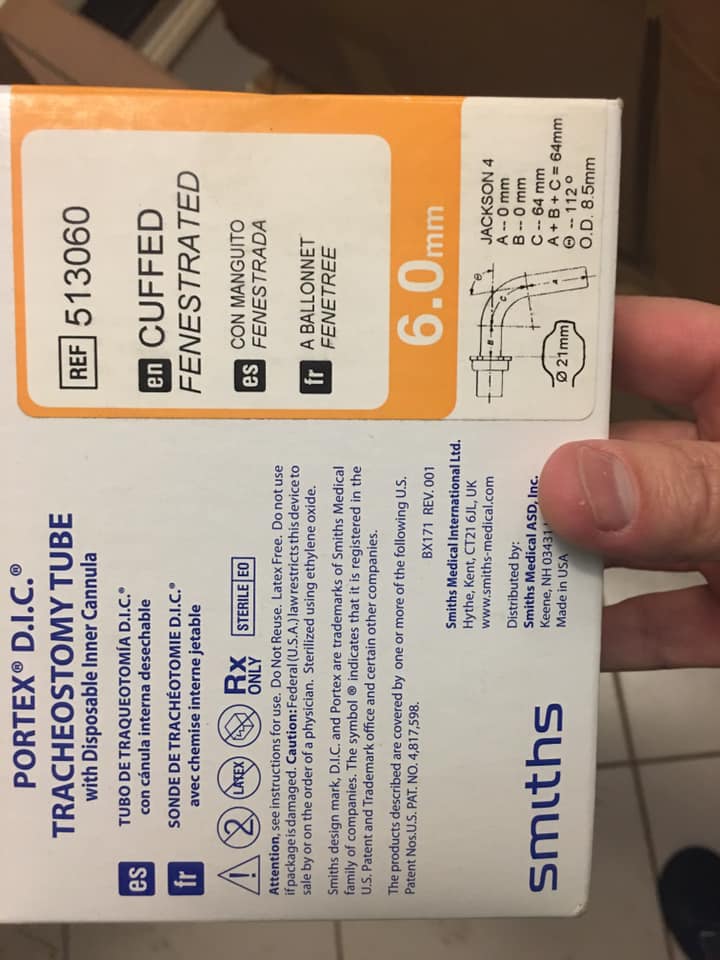 PORTEX® D.I.C.®
TRACHEOSTOMY TUBE
with Disposable Inner Cannula
es TUBO DE TRAQUEOTOMÍA D.I.C.®
con cánula interna desechable
fr SONDE DE TRACHÉOTOMIE D.I.C.®
avec chemise interne jetable
2 LATEX Rx ONLY STERILE EO
Attention, see instructions for use. Do Not Reuse. Latex Free. Do not use
if package is damaged. Caution: Federal (U.S.A.) law restricts this device to
sale by or on the order of a physician. Sterilized using ethylene oxide.
Smiths design mark, D.I.C. and Portex are trademarks of Smiths Medical
family of companies. The symbol ® indicates that it is registered in the
U.S. Patent and Trademark office and certain other companies.
The products described are covered by one or more of the following U.S.
Patent Nos.U.S. PAT. NO. 4,817,598.
BX171 REV. 001
smiths
Smiths Medical International Ltd.
Hythe, Kent, CT21 6JL, UK
www.smiths-medical.com
Distributed by:
Smiths Medical ASD, Inc.
Keene, NH 03431
Made in USA
REF 513060
en CUFFED
FENESTRATED
es CON MANGUITO
FENESTRADA
fr A BALLONNET
FENETREE
6.0mm
θ
B
C
A
Ø 21mm
JACKSON 4
A -- 0 mm
B -- 0 mm
C -- 64 mm
A + B + C = 64mm
Θ -- 112°
O.D. 8.5mm